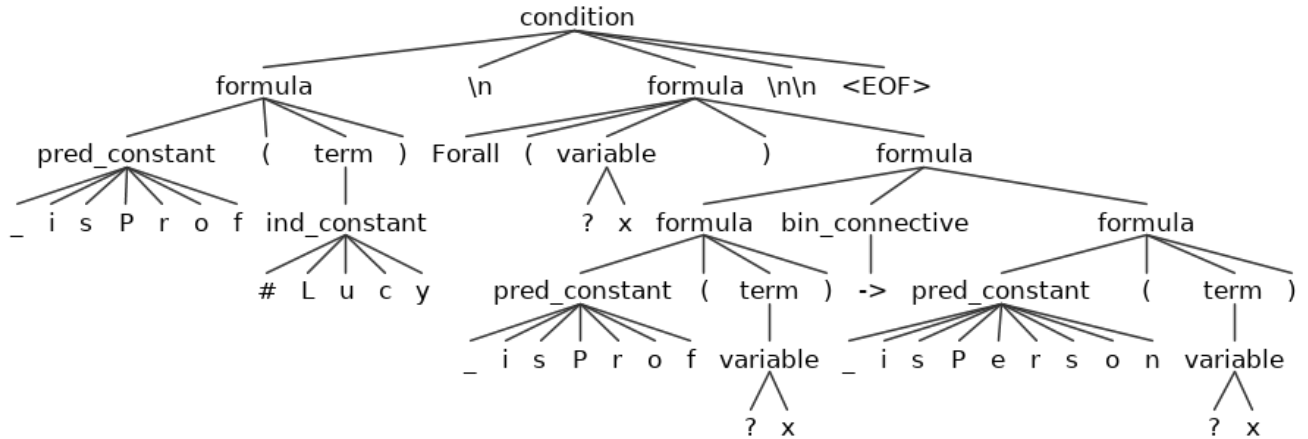 condition
formula \n formula \n\n <EOF>
pred_constant ( term ) Forall ( variable ) formula
_ i s P r o f ind_constant ? x formula bin_connective formula
# L u c y pred_constant ( term ) -> pred_constant ( term )
_ i s P r o f variable _ i s P e r s o n variable
? x ? x